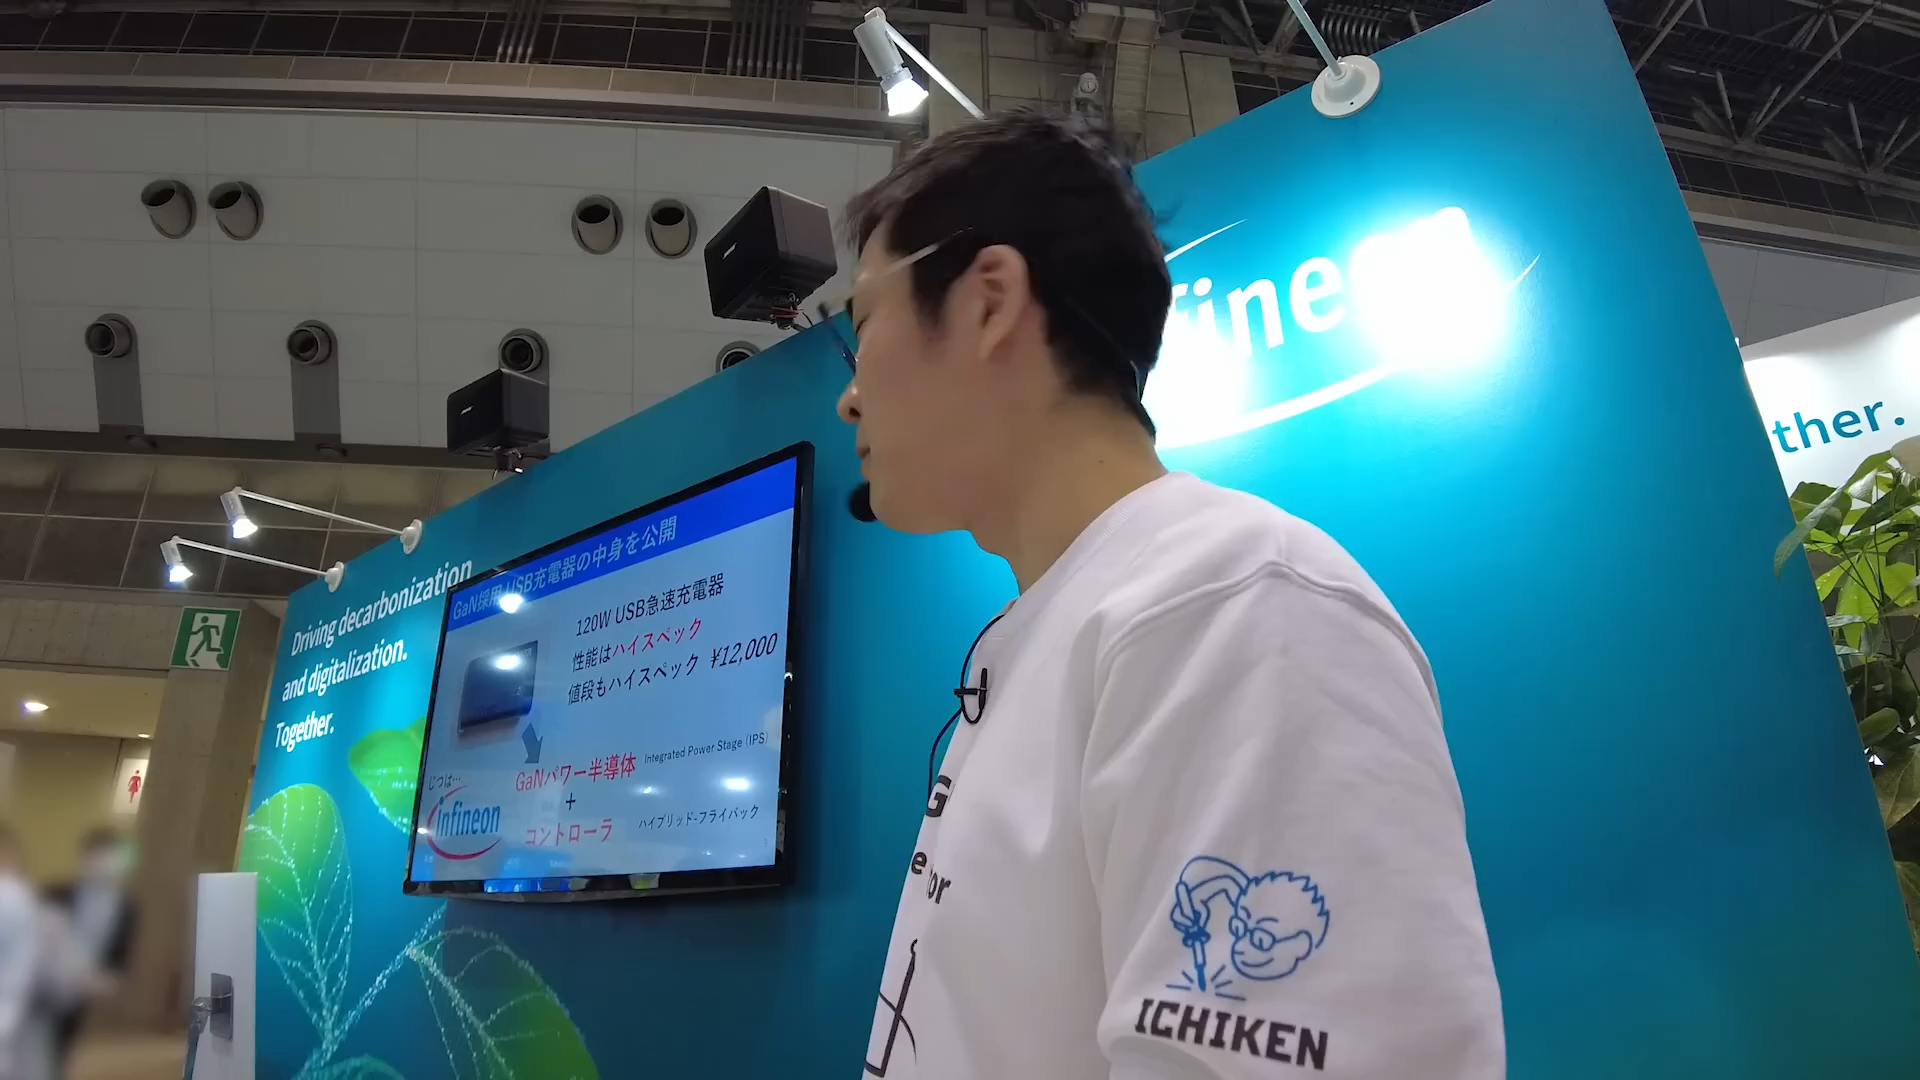 Driving decarbonization
and digitalization.
Together.
GaN採用 USB充電器の中身を公開
120W USB急速充電器
性能はハイスペック
値段もハイスペック ¥12,000
じつは…
infineon
GaNパワー半導体 Integrated Power Stage (IPS)
+
コントローラ ハイブリッド-フライバック
fine
ther.
ICHIKEN